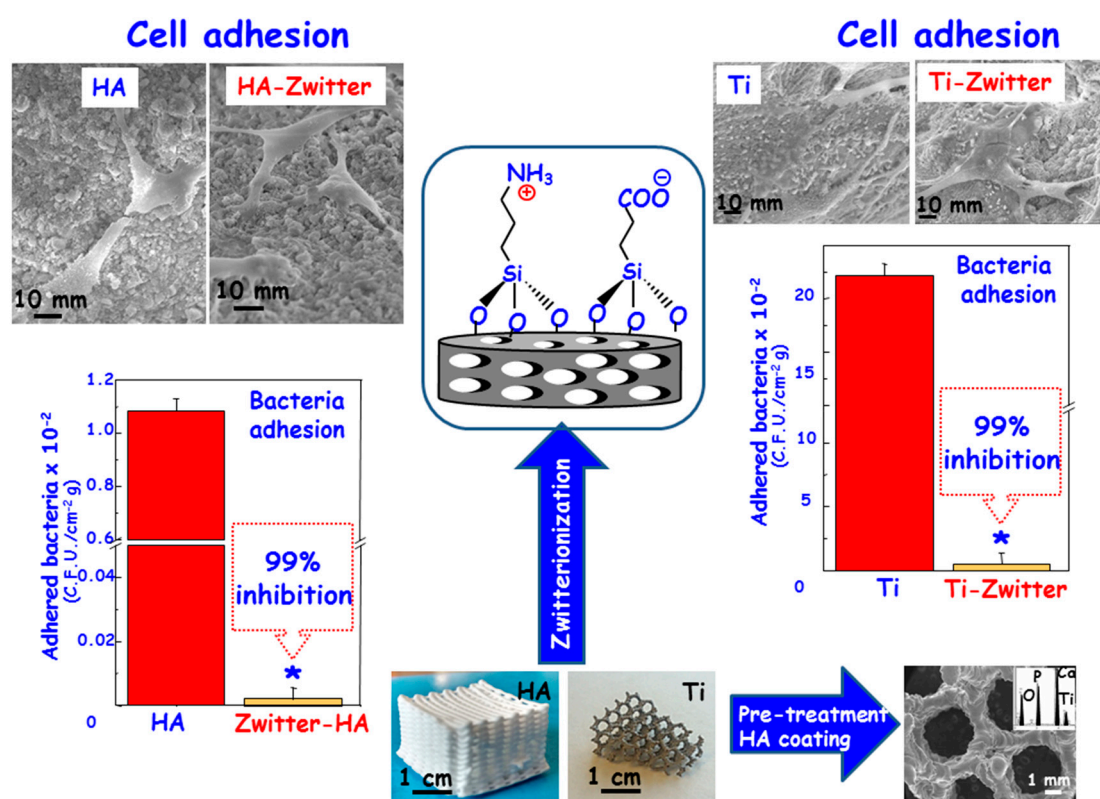 Cell adhesion
HA
HA-Zwitter
10 mm
10 mm
Cell adhesion
Ti
Ti-Zwitter
10 mm
10 mm
NH3
⊕
COO
⊖
Si
Si
O
O
O
O
O
O
Adhered bacteria x 10-2
(C.F.U./cm-2 g)
1.2
1.0
0.8
0.6
0.04
0.02
0
Bacteria
adhesion
99%
inhibition
*
HA
Zwitter-HA
Zwitterionization
Adhered bacteria x 10-2
(C.F.U./cm-2 g)
20
15
10
5
0
Bacteria
adhesion
99%
inhibition
*
Ti
Ti-Zwitter
HA
1 cm
Ti
1 cm
Pre-treatment
HA coating
O
P
Ca
Ti
1 mm